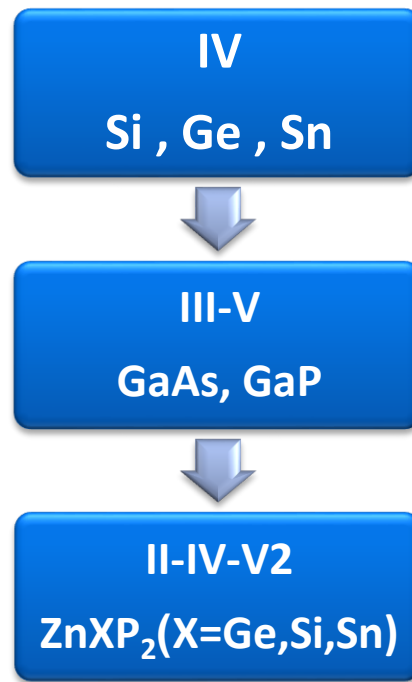 IV
Si , Ge , Sn
III-V
GaAs, GaP
II-IV-V2
ZnXP₂(X=Ge,Si,Sn)